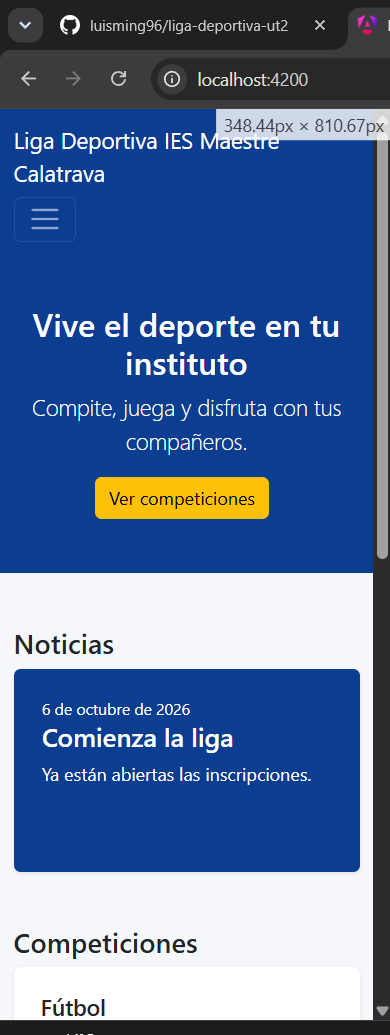 luisming96/liga-deportiva-ut2
localhost:4200
348.44px × 810.67px
Liga Deportiva IES Maestre
Calatrava
Vive el deporte en tu
instituto
Compite, juega y disfruta con tus
compañeros.
Ver competiciones
Noticias
6 de octubre de 2026
Comienza la liga
Ya están abiertas las inscripciones.
Competiciones
Fútbol